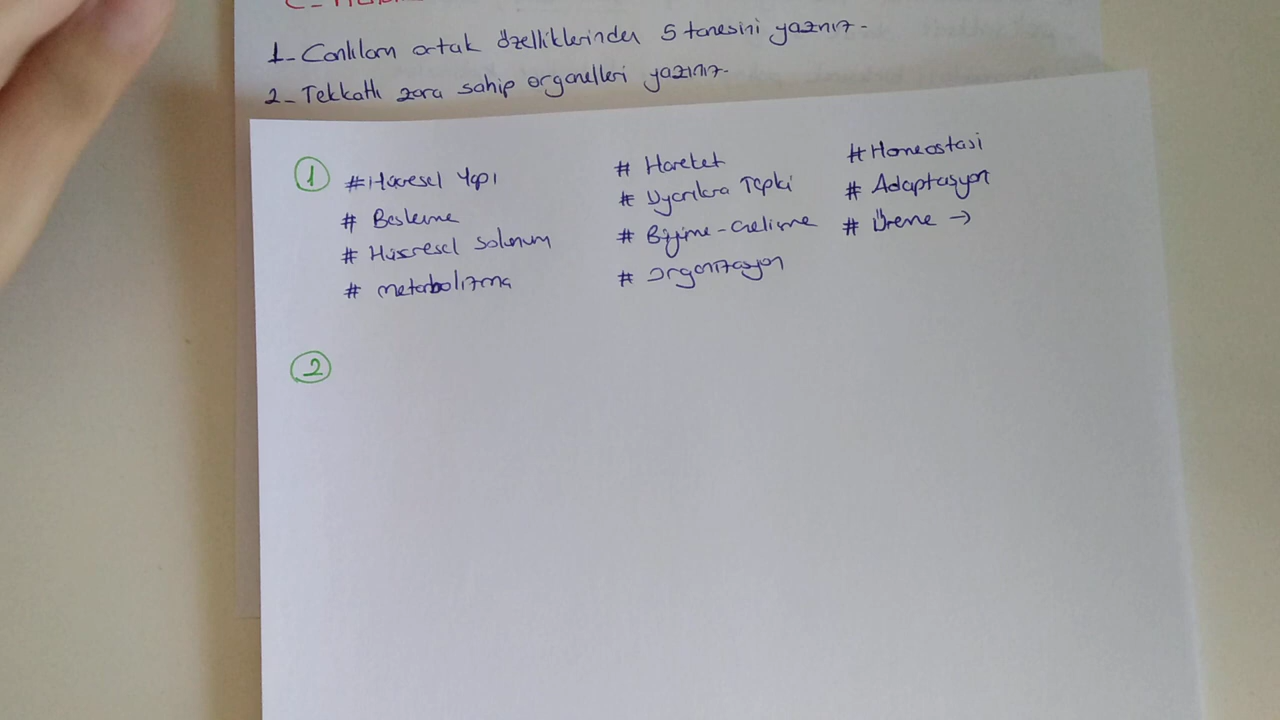 1- Canlıların ortak özelliklerinden 5 tanesini yazınız.
2- Tekkatlı zara sahip organelleri yazınız.
1
#Hücresel Yapı
# Beslenme
# Hücresel Solunum
# metabolizma
# Hareket
# Uyarılara Tepki
# Büyüme-Gelişme
# Organizasyon
#Homeostasi
# Adaptasyon
# Üreme →
2